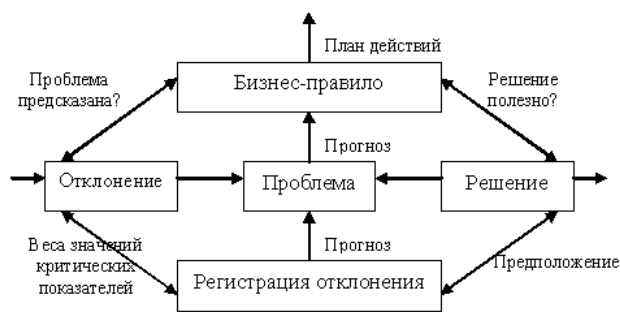 План действий
Проблема
предсказана?
Бизнес-правило
Решение
полезно?
Прогноз
Отклонение
Проблема
Решение
Веса значений
критических
показателей
Прогноз
Предположение
Регистрация отклонения